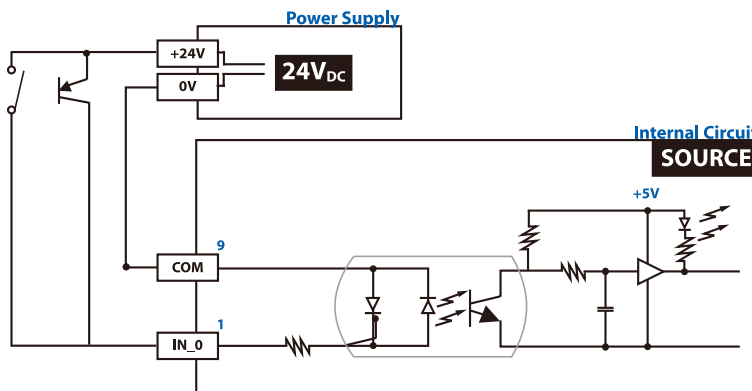 Power Supply
+24V
0V
24VDC
Internal Circuit
SOURCE
+5V
9
COM
1
IN_0